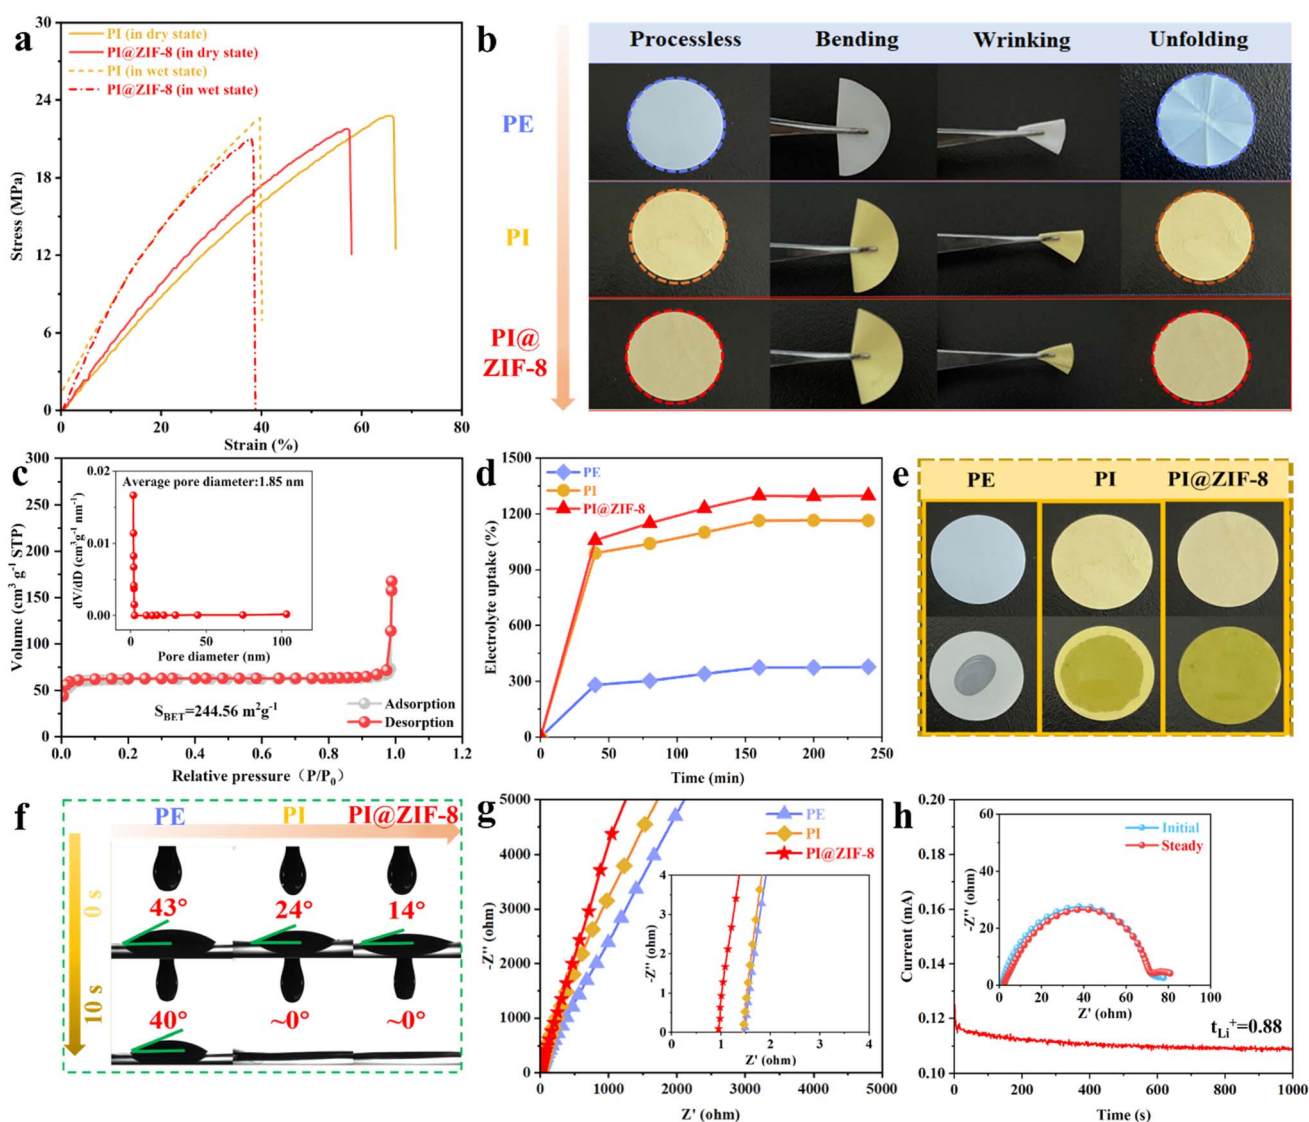 a
30
24
18
12
6
0
Stress (MPa)
PI (in dry state)
PI@ZIF-8 (in dry state)
PI (in wet state)
PI@ZIF-8 (in wet state)
0 20 40 60 80
Strain (%)
b
Processless Bending Wrinking Unfolding
PE
PI
PI@
ZIF-8
c
300
250
200
150
100
50
0
Volume (cm³ g⁻¹ STP)
Average pore diameter:1.85 nm
0.02
0.01
0.00
dV/dD (cm³g⁻¹ nm⁻¹)
0 50 100
Pore diameter (nm)
S_BET=244.56 m²g⁻¹
Adsorption
Desorption
0.0 0.2 0.4 0.6 0.8 1.0 1.2
Relative pressure（P/P₀）
d
1500
1200
900
600
300
0
Electrolyte uptake (%)
PE
PI
PI@ZIF-8
0 50 100 150 200 250
Time (min)
e
PE PI PI@ZIF-8
f
PE PI PI@ZIF-8
0 s
43° 24° 14°
10 s
40° ~0° ~0°
g
5000
4000
3000
2000
1000
0
-Z'' (ohm)
PE
PI
PI@ZIF-8
4
3
2
1
0
-Z'' (ohm)
0 1 2 3 4
Z' (ohm)
0 1000 2000 3000 4000 5000
Z' (ohm)
h
0.20
0.18
0.16
0.14
0.12
0.10
Current (mA)
60
40
20
0
-Z'' (ohm)
Initial
Steady
0 20 40 60 80 100
Z' (ohm)
t_Li⁺=0.88
0 200 400 600 800 1000
Time (s)